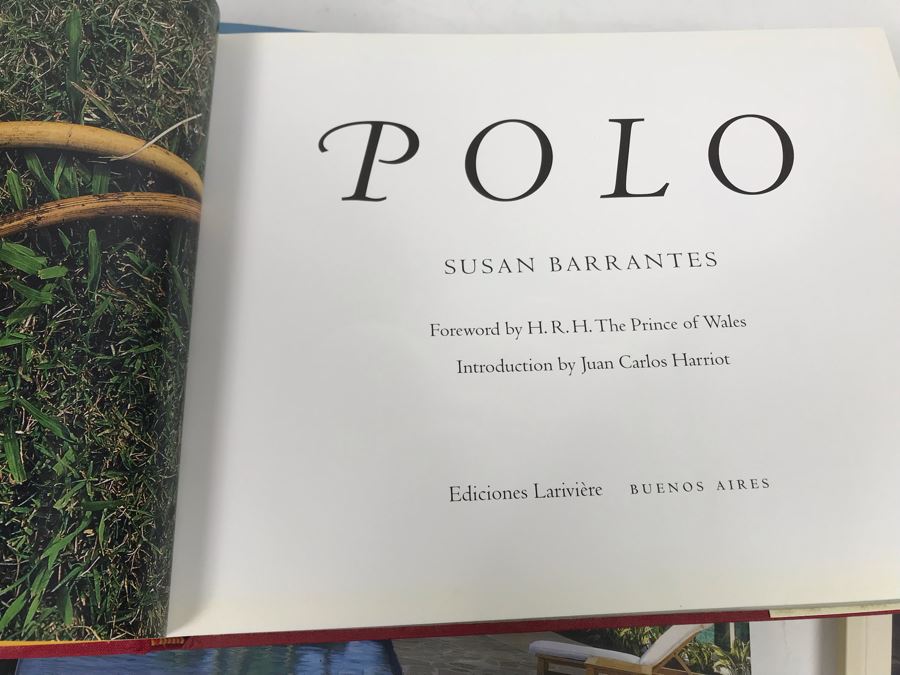 POLO
SUSAN BARRANTES
Foreword by H.R.H. The Prince of Wales
Introduction by Juan Carlos Harriot
Ediciones Larivière BUENOS AIRES